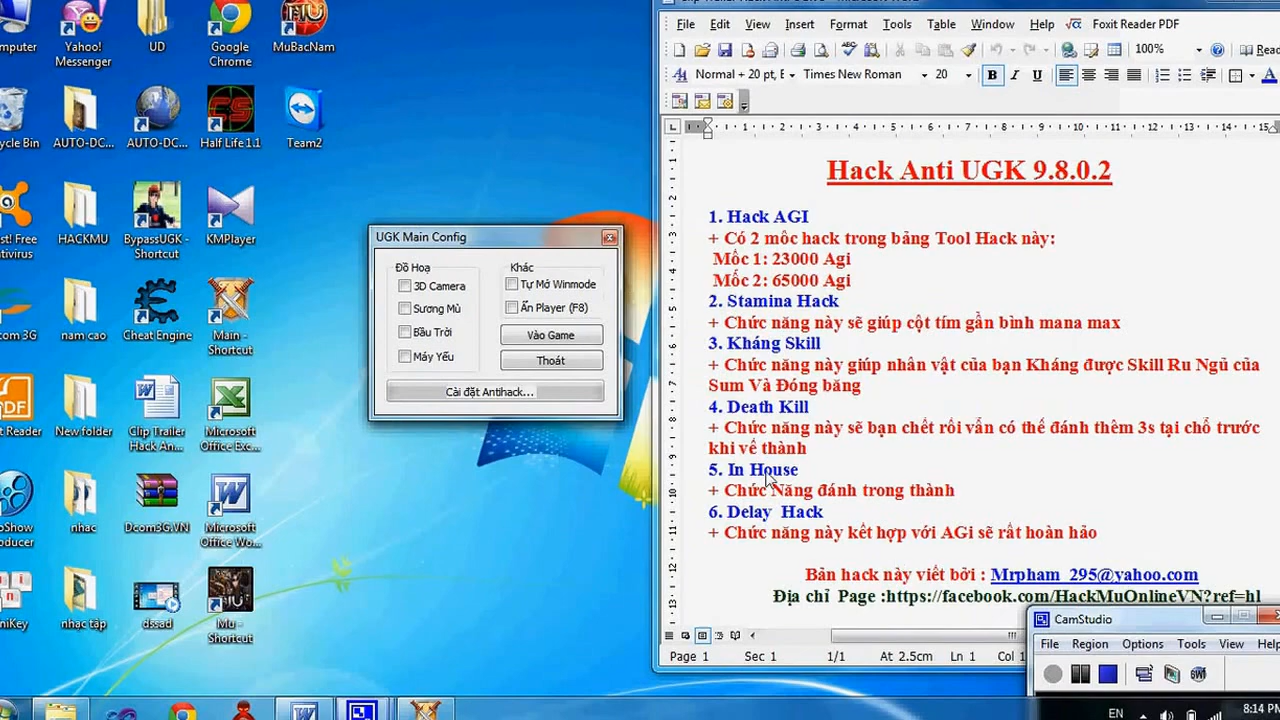 Yahoo! Messenger
UD
Google Chrome
MuBacNam
AUTO-DC...
AUTO-DC...
Half Life 1.1
Team2
HACKMU
BypassUGK - Shortcut
KMPlayer
nam cao
Cheat Engine
Main - Shortcut
New folder
Clip Trailer Hack An...
Microsoft Office Exc...
nhac
Dcom3G.VN
Microsoft Office Wo...
nhạc tập
dssad
Mu - Shortcut
UGK Main Config
Đồ Hoạ
3D Camera
Sương Mù
Bầu Trời
Máy Yếu
Khác
Tự Mở Winmode
Ẩn Player (F8)
Vào Game
Thoát
Cài đặt Antihack...
File Edit View Insert Format Tools Table Window Help Foxit Reader PDF
100%
Normal + 20 pt, E Times New Roman 20 B I U
Hack Anti UGK 9.8.0.2
1. Hack AGI
+ Có 2 môc hack trong bảng Tool Hack này:
Môc 1: 23000 Agi
Mốc 2: 65000 Agi
2. Stamina Hack
+ Chức năng này sẽ giúp cột tím gần bình mana max
3. Kháng Skill
+ Chức năng này giúp nhân vật của bạn Kháng được Skill Ru Ngủ của
Sum Và Đóng băng
4. Death Kill
+ Chức năng này sẽ bạn chết rồi vẫn có thể đánh thêm 3s tại chổ trước
khi về thành
5. In House
+ Chức Năng đánh trong thành
6. Delay Hack
+ Chức năng này kết hợp với AGi sẽ rất hoàn hảo
Bản hack này viết bởi : Mrpham_295@yahoo.com
Địa chỉ Page :https://facebook.com/HackMuOnlineVN?ref=hl
Page 1 Sec 1 1/1 At 2.5cm Ln 1 Col
CamStudio
File Region Options Tools View Help
EN
8:14 PM